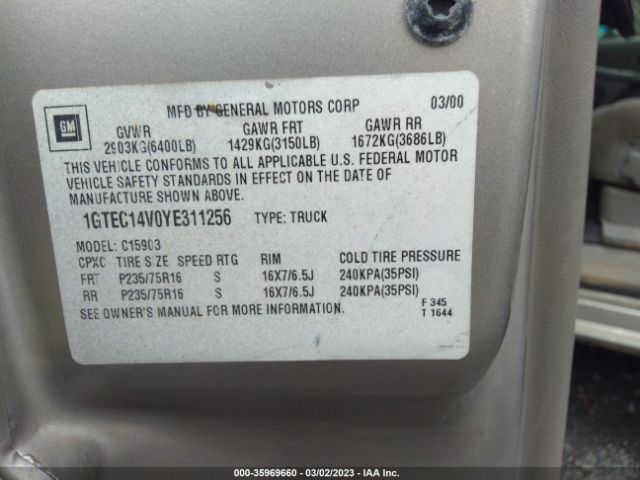 MFD BY GENERAL MOTORS CORP 03/00
GM
GVWR GAWR FRT GAWR RR
2903KG(6400LB) 1429KG(3150LB) 1672KG(3686LB)
THIS VEHICLE CONFORMS TO ALL APPLICABLE U.S. FEDERAL MOTOR
VEHICLE SAFETY STANDARDS IN EFFECT ON THE DATE OF
MANUFACTURE SHOWN ABOVE.
1GTEC14V0YE311256 TYPE: TRUCK
MODEL: C15903
CPXC TIRE SIZE SPEED RTG RIM COLD TIRE PRESSURE
FRT P235/75R16 S 16X7/6.5J 240KPA(35PSI)
RR P235/75R16 S 16X7/6.5J 240KPA(35PSI)
SEE OWNER'S MANUAL FOR MORE INFORMATION.
F 345
T 1644
000-35969660 - 03/02/2023 - IAA Inc.